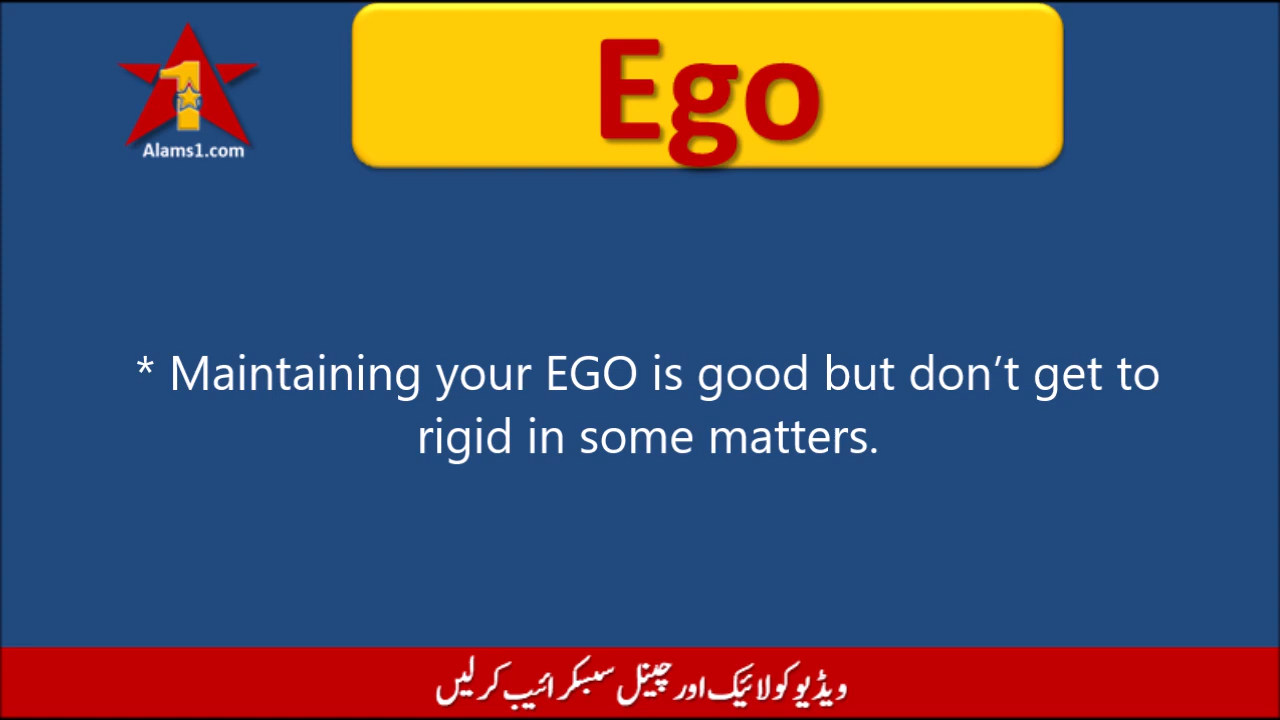 Ego
1
Alams1.com
* Maintaining your EGO is good but don’t get to
rigid in some matters.
ویڈیو کو لائیک اور چینل سبسکرائیب کر لیں